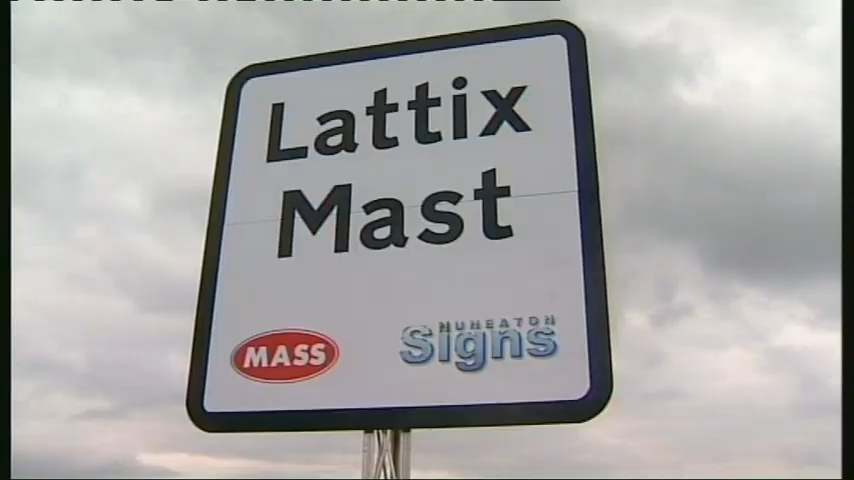 Lattix
Mast
MASS
NUNEATON
Signs